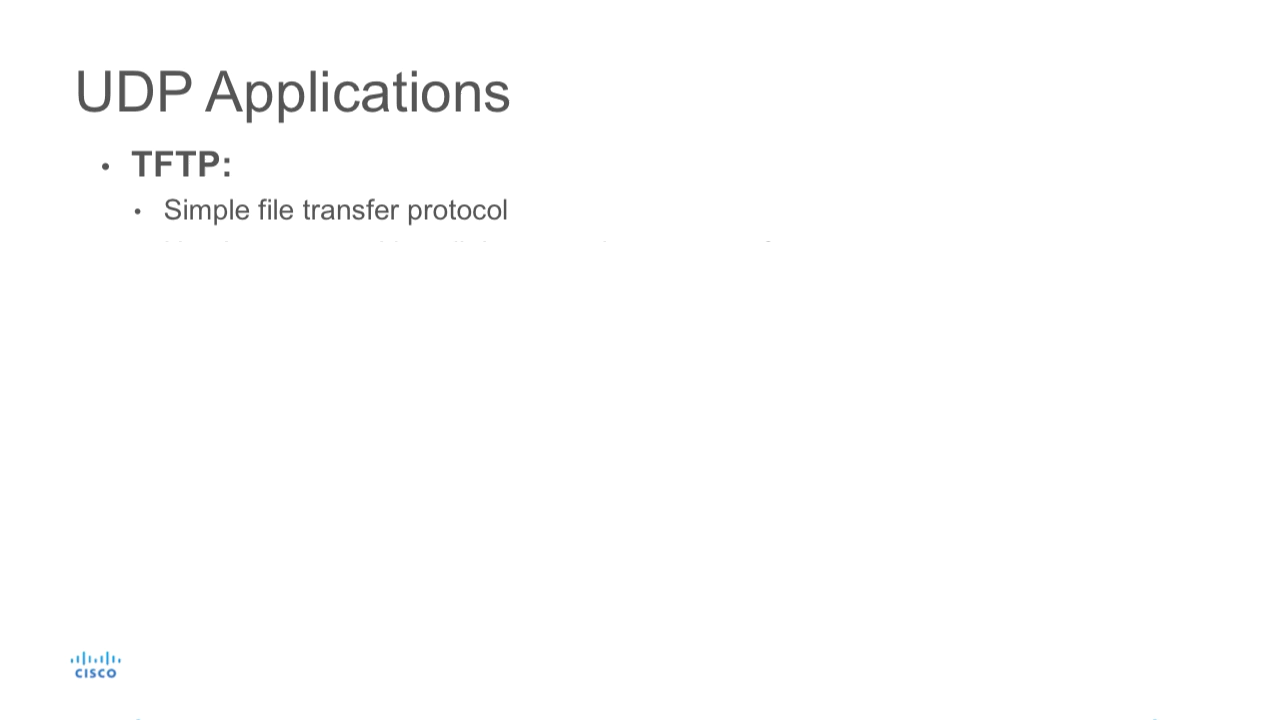 UDP Applications
• TFTP:
• Simple file transfer protocol
CISCO